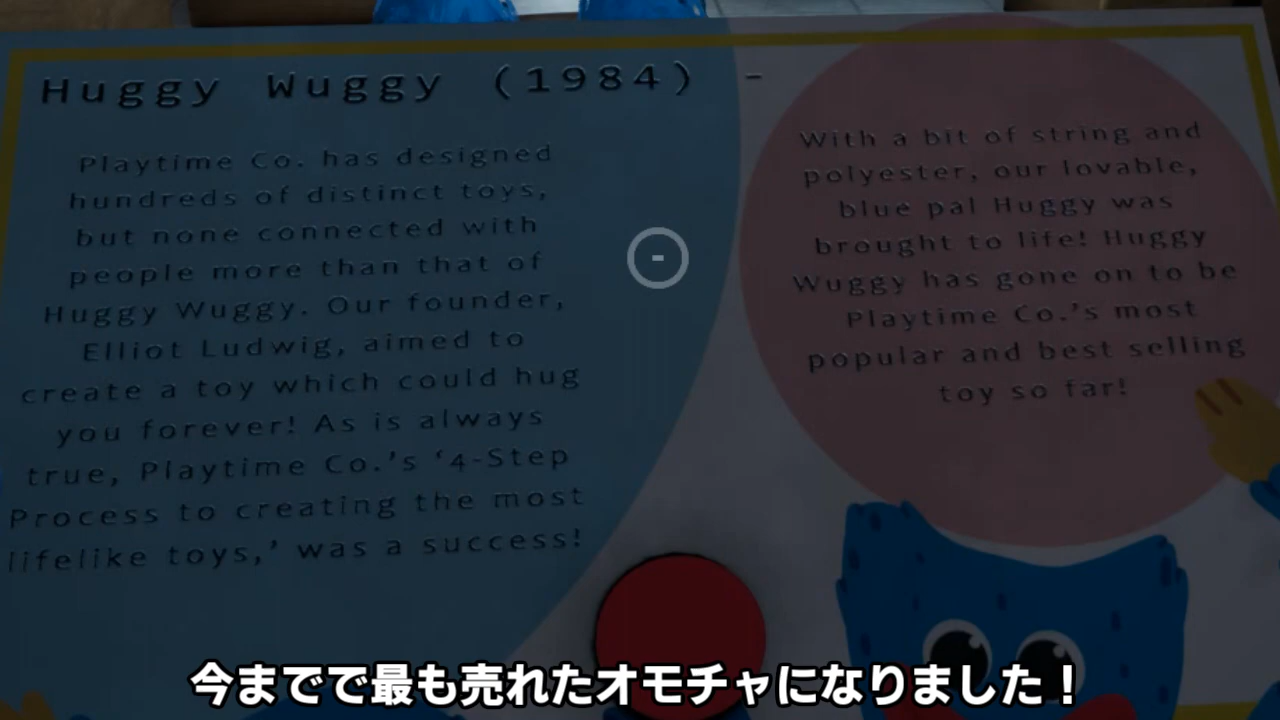 Huggy Wuggy (1984) -
Playtime Co. has designed
hundreds of distinct toys,
but none connected with
people more than that of
Huggy Wuggy. Our founder,
Elliot Ludwig, aimed to
create a toy which could hug
you forever! As is always
true, Playtime Co.'s ‘4-Step
Process to creating the most
lifelike toys,’ was a success!
With a bit of string and
polyester, our lovable,
blue pal Huggy was
brought to life! Huggy
Wuggy has gone on to be
Playtime Co.'s most
popular and best selling
toy so far!
今までで最も売れたオモチャになりました！